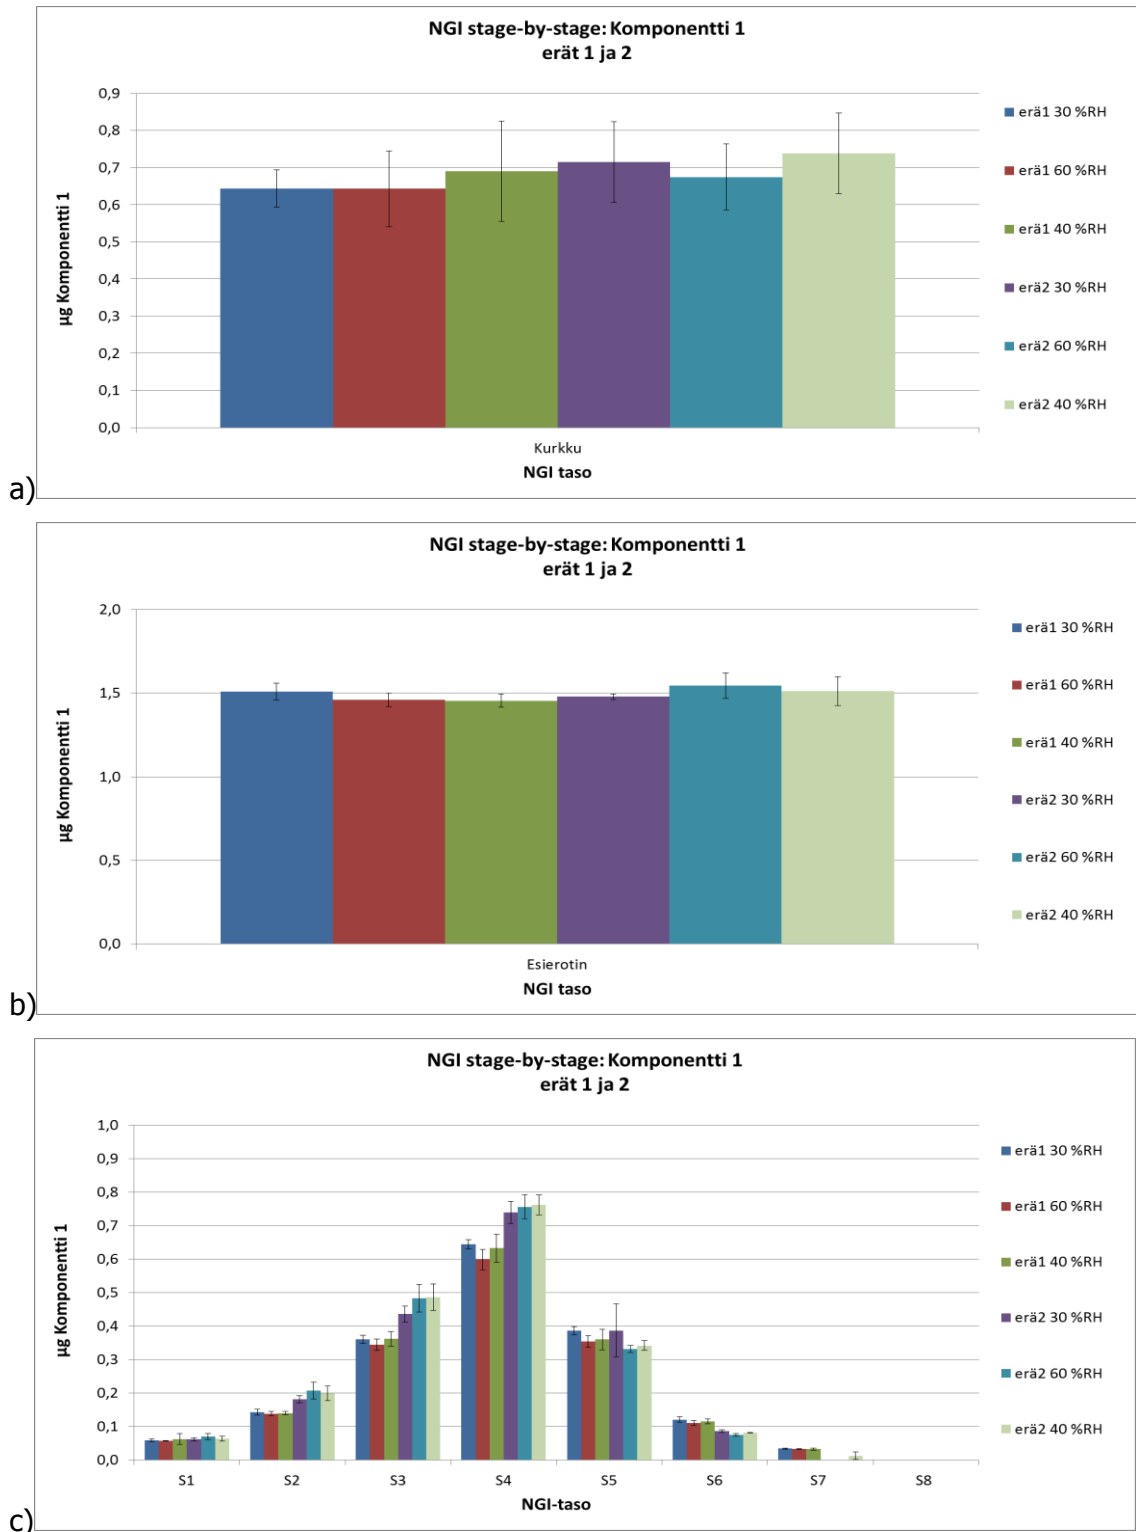 NGI stage-by-stage: Komponentti 1
erät 1 ja 2
0,9
0,8
0,7
0,6
0,5
0,4
0,3
0,2
0,1
0,0
µg Komponentti 1
Kurkku
NGI taso
erä1 30 %RH
erä1 60 %RH
erä1 40 %RH
erä2 30 %RH
erä2 60 %RH
erä2 40 %RH
a)
NGI stage-by-stage: Komponentti 1
erät 1 ja 2
2,0
1,5
1,0
0,5
0,0
µg Komponentti 1
Esierotin
NGI taso
erä1 30 %RH
erä1 60 %RH
erä1 40 %RH
erä2 30 %RH
erä2 60 %RH
erä2 40 %RH
b)
NGI stage-by-stage: Komponentti 1
erät 1 ja 2
1,0
0,9
0,8
0,7
0,6
0,5
0,4
0,3
0,2
0,1
0,0
µg Komponentti 1
S1 S2 S3 S4 S5 S6 S7 S8
NGI-taso
erä1 30 %RH
erä1 60 %RH
erä1 40 %RH
erä2 30 %RH
erä2 60 %RH
erä2 40 %RH
c)